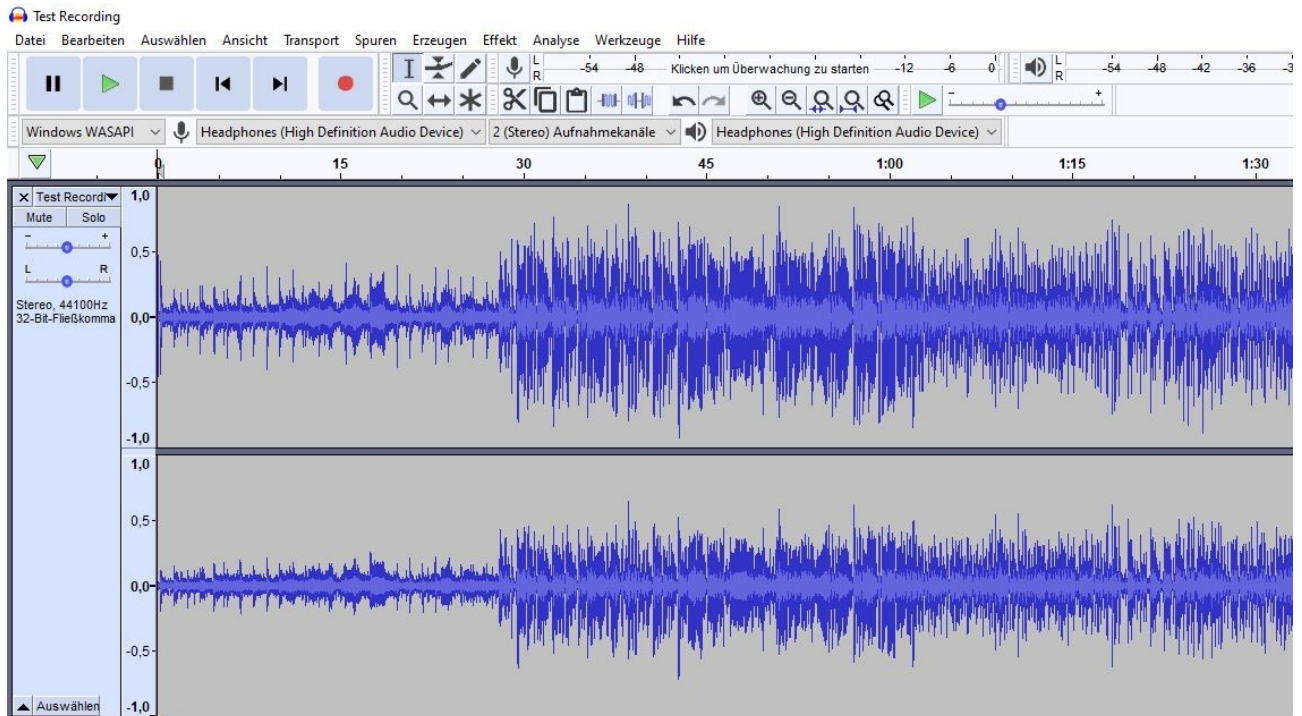 Test Recording
Datei Bearbeiten Auswählen Ansicht Transport Spuren Erzeugen Effekt Analyse Werkzeuge Hilfe
L R -54 -48 Klicken um Überwachung zu starten -12 -6 0 L R -54 -48 -42 -36
- +
Windows WASAPI Headphones (High Definition Audio Device) 2 (Stereo) Aufnahmekanäle Headphones (High Definition Audio Device)
0 15 30 45 1:00 1:15 1:30
X Test Recordi 1,0
Mute Solo
- +
0,5
L R
Stereo, 44100Hz
32-Bit-Fließkomma 0,0
-0,5
-1,0
1,0
0,5
0,0
-0,5
Auswählen -1,0